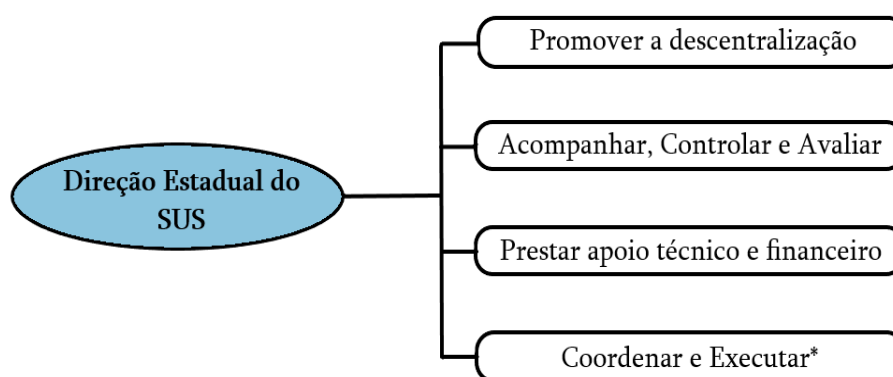 Direção Estadual do
SUS
Promover a descentralização
Acompanhar, Controlar e Avaliar
Prestar apoio técnico e financeiro
Coordenar e Executar*